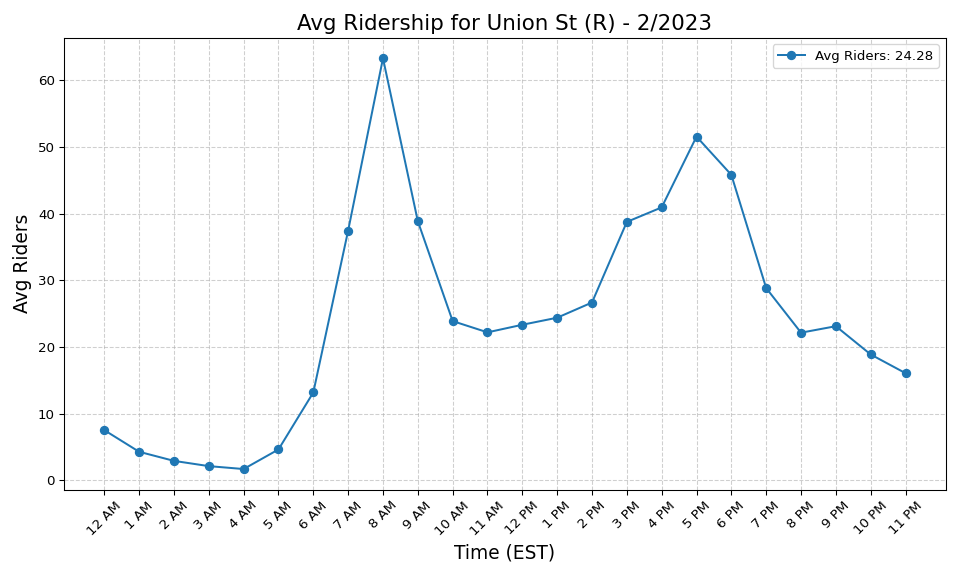 Avg Ridership for Union St (R) - 2/2023
Avg Riders: 24.28
Avg Riders
60
50
40
30
20
10
0
12 AM
1 AM
2 AM
3 AM
4 AM
5 AM
6 AM
7 AM
8 AM
9 AM
10 AM
11 AM
12 PM
1 PM
2 PM
3 PM
4 PM
5 PM
6 PM
7 PM
8 PM
9 PM
10 PM
11 PM
Time (EST)